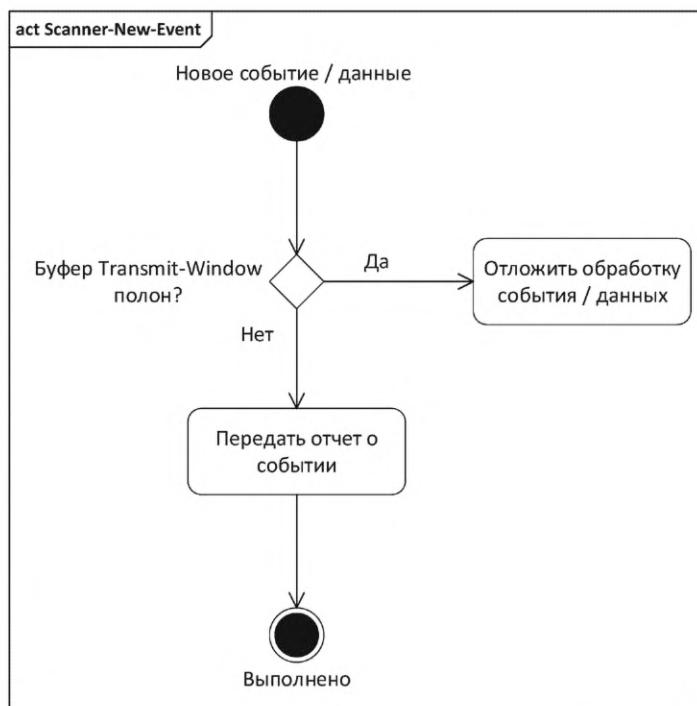 act Scanner-New-Event
Новое событие / данные
Буфер Transmit-Window
полон?
Да
Отложить обработку
события / данных
Нет
Передать отчет о
событии
Выполнено